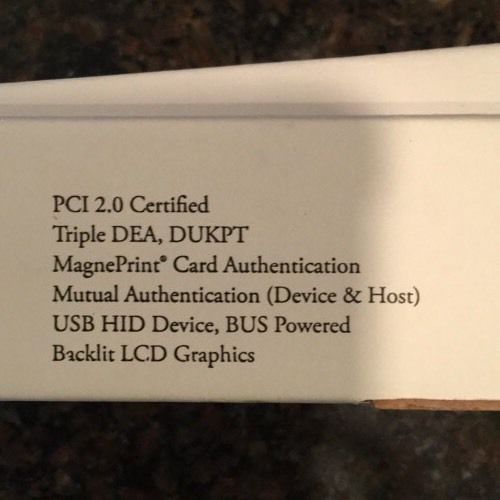 PCI 2.0 Certified
Triple DEA, DUKPT
MagnePrint® Card Authentication
Mutual Authentication (Device & Host)
USB HID Device, BUS Powered
Backlit LCD Graphics